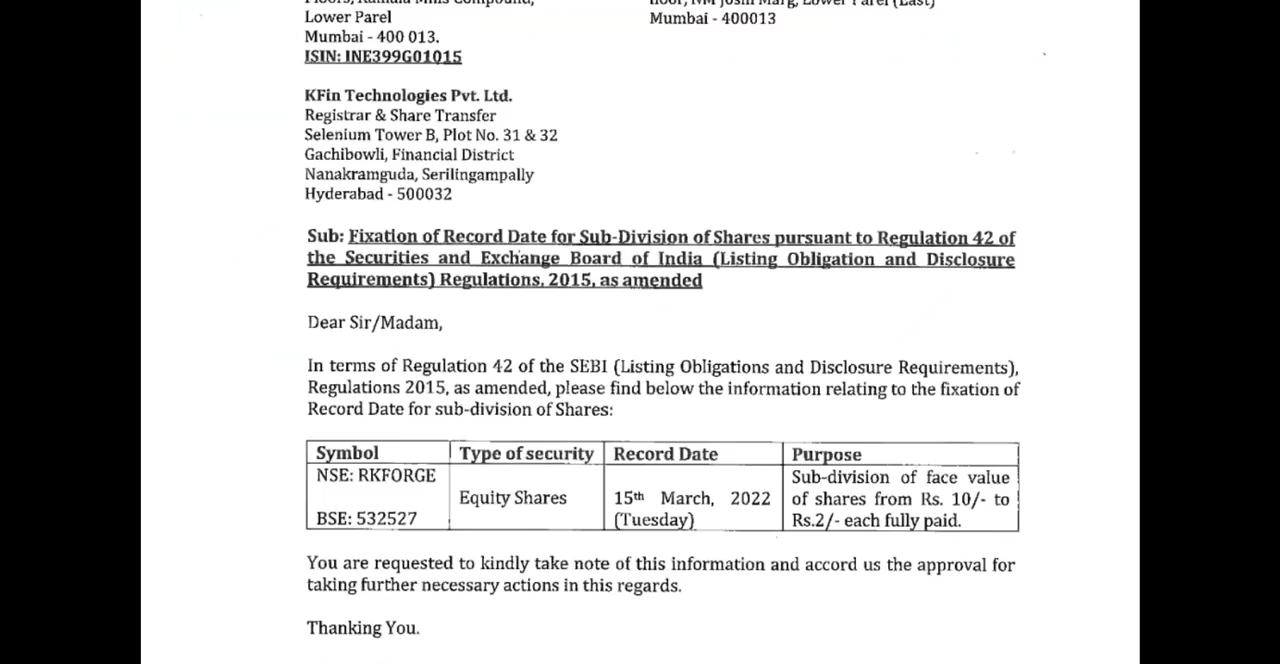 Lower Parel
Mumbai - 400 013.
ISIN: INE399G01015
Mumbai - 400013
KFin Technologies Pvt. Ltd.
Registrar & Share Transfer
Selenium Tower B, Plot No. 31 & 32
Gachibowli, Financial District
Nanakramguda, Serilingampally
Hyderabad - 500032
Sub: Fixation of Record Date for Sub-Division of Shares pursuant to Regulation 42 of
the Securities and Exchange Board of India (Listing Obligation and Disclosure
Requirements) Regulations, 2015, as amended
Dear Sir/Madam,
In terms of Regulation 42 of the SEBI (Listing Obligations and Disclosure Requirements),
Regulations 2015, as amended, please find below the information relating to the fixation of
Record Date for sub-division of Shares:
Symbol Type of security Record Date Purpose
NSE: RKFORGE Sub-division of face value
Equity Shares 15th March, 2022 of shares from Rs. 10/- to
BSE: 532527 (Tuesday) Rs.2/- each fully paid.
You are requested to kindly take note of this information and accord us the approval for
taking further necessary actions in this regards.
Thanking You.